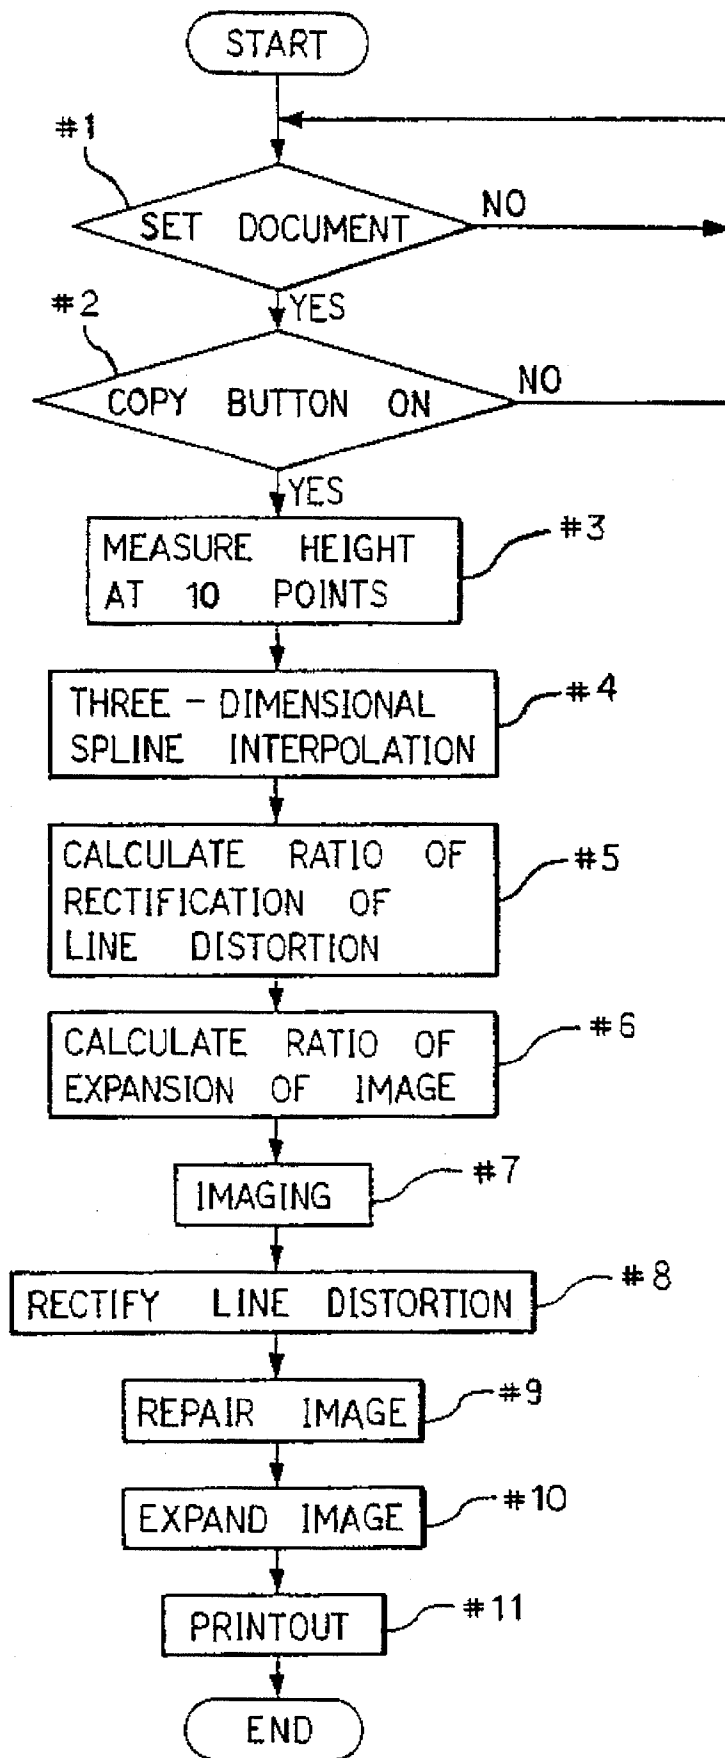 START
#1
SET DOCUMENT
NO
YES
#2
COPY BUTTON ON
NO
YES
MEASURE HEIGHT
AT 10 POINTS
#3
THREE-DIMENSIONAL
SPLINE INTERPOLATION
#4
CALCULATE RATIO OF
RECTIFICATION OF
LINE DISTORTION
#5
CALCULATE RATIO OF
EXPANSION OF IMAGE
#6
IMAGING
#7
RECTIFY LINE DISTORTION
#8
REPAIR IMAGE
#9
EXPAND IMAGE
#10
PRINTOUT
#11
END